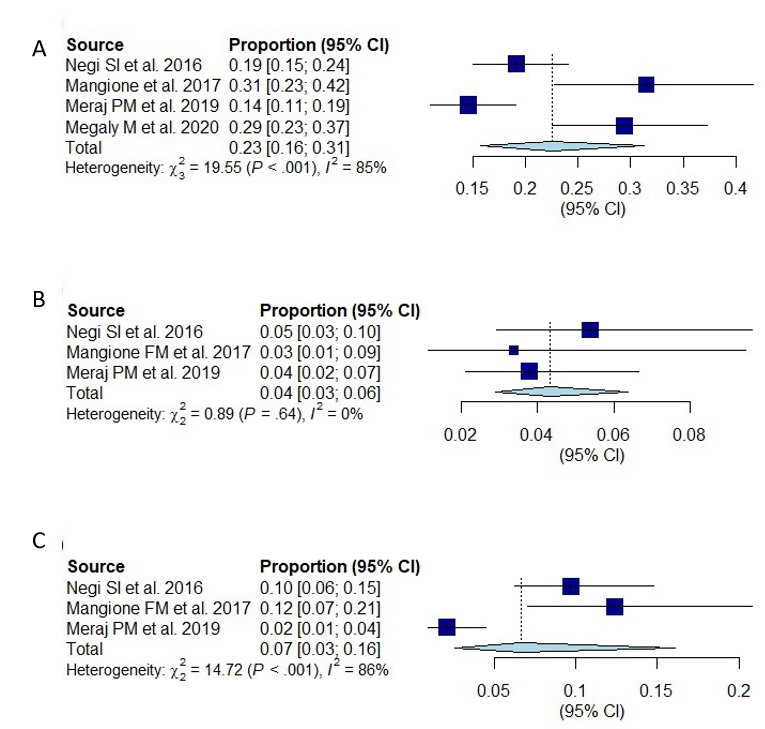 A
Source Proportion (95% CI)
Negi SI et al. 2016 0.19 [0.15; 0.24]
Mangione et al. 2017 0.31 [0.23; 0.42]
Meraj PM et al. 2019 0.14 [0.11; 0.19]
Megaly M et al. 2020 0.29 [0.23; 0.37]
Total 0.23 [0.16; 0.31]
Heterogeneity: χ²₃ = 19.55 (P < .001), I² = 85%
0.15 0.2 0.25 0.3 0.35 0.4
(95% CI)
B
Source Proportion (95% CI)
Negi SI et al. 2016 0.05 [0.03; 0.10]
Mangione FM et al. 2017 0.03 [0.01; 0.09]
Meraj PM et al. 2019 0.04 [0.02; 0.07]
Total 0.04 [0.03; 0.06]
Heterogeneity: χ²₂ = 0.89 (P = .64), I² = 0%
0.02 0.04 0.06 0.08
(95% CI)
C
Source Proportion (95% CI)
Negi SI et al. 2016 0.10 [0.06; 0.15]
Mangione FM et al. 2017 0.12 [0.07; 0.21]
Meraj PM et al. 2019 0.02 [0.01; 0.04]
Total 0.07 [0.03; 0.16]
Heterogeneity: χ²₂ = 14.72 (P < .001), I² = 86%
0.05 0.1 0.15 0.2
(95% CI)